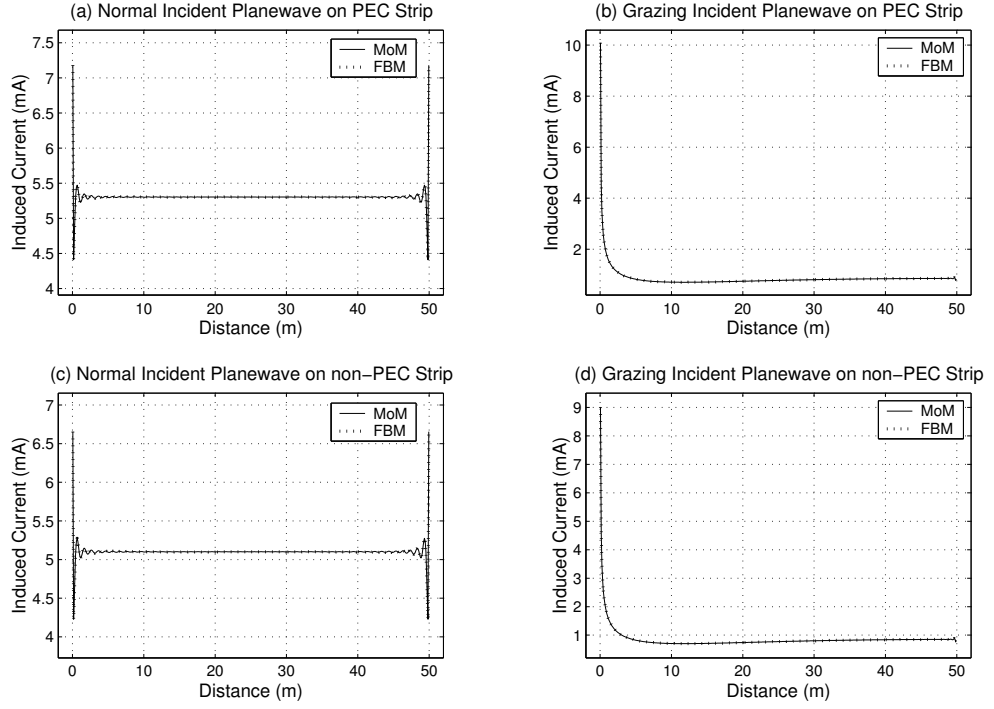 (a) Normal Incident Planewave on PEC Strip
7.5
7
6.5
6
5.5
5
4.5
4
Induced Current (mA)
MoM
FBM
0 10 20 30 40 50
Distance (m)
(b) Grazing Incident Planewave on PEC Strip
10
8
6
4
2
Induced Current (mA)
MoM
FBM
0 10 20 30 40 50
Distance (m)
(c) Normal Incident Planewave on non−PEC Strip
7
6.5
6
5.5
5
4.5
4
Induced Current (mA)
MoM
FBM
0 10 20 30 40 50
Distance (m)
(d) Grazing Incident Planewave on non−PEC Strip
9
8
7
6
5
4
3
2
1
Induced Current (mA)
MoM
FBM
0 10 20 30 40 50
Distance (m)